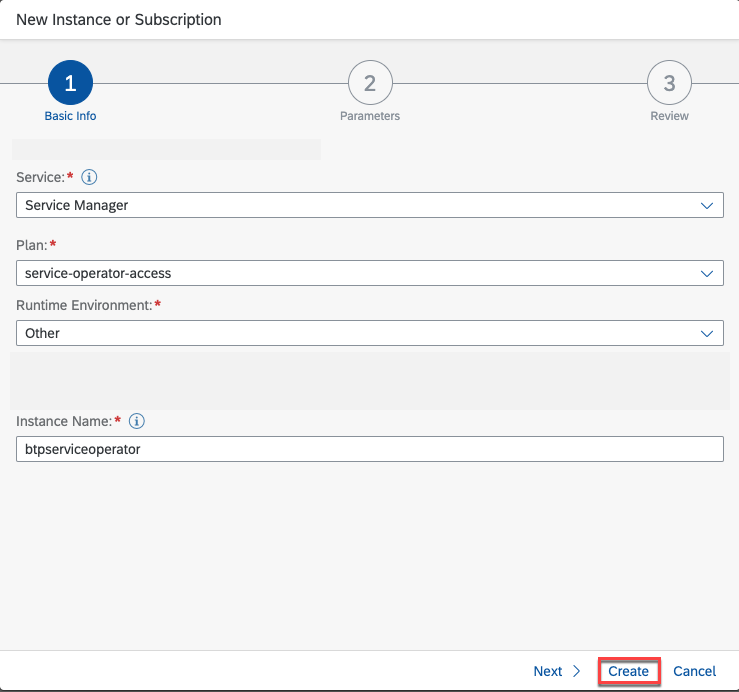 New Instance or Subscription
1 2 3
Basic Info Parameters Review
Service:*
Service Manager
Plan:*
service-operator-access
Runtime Environment:*
Other
Instance Name:*
btpserviceoperator
Next Create Cancel